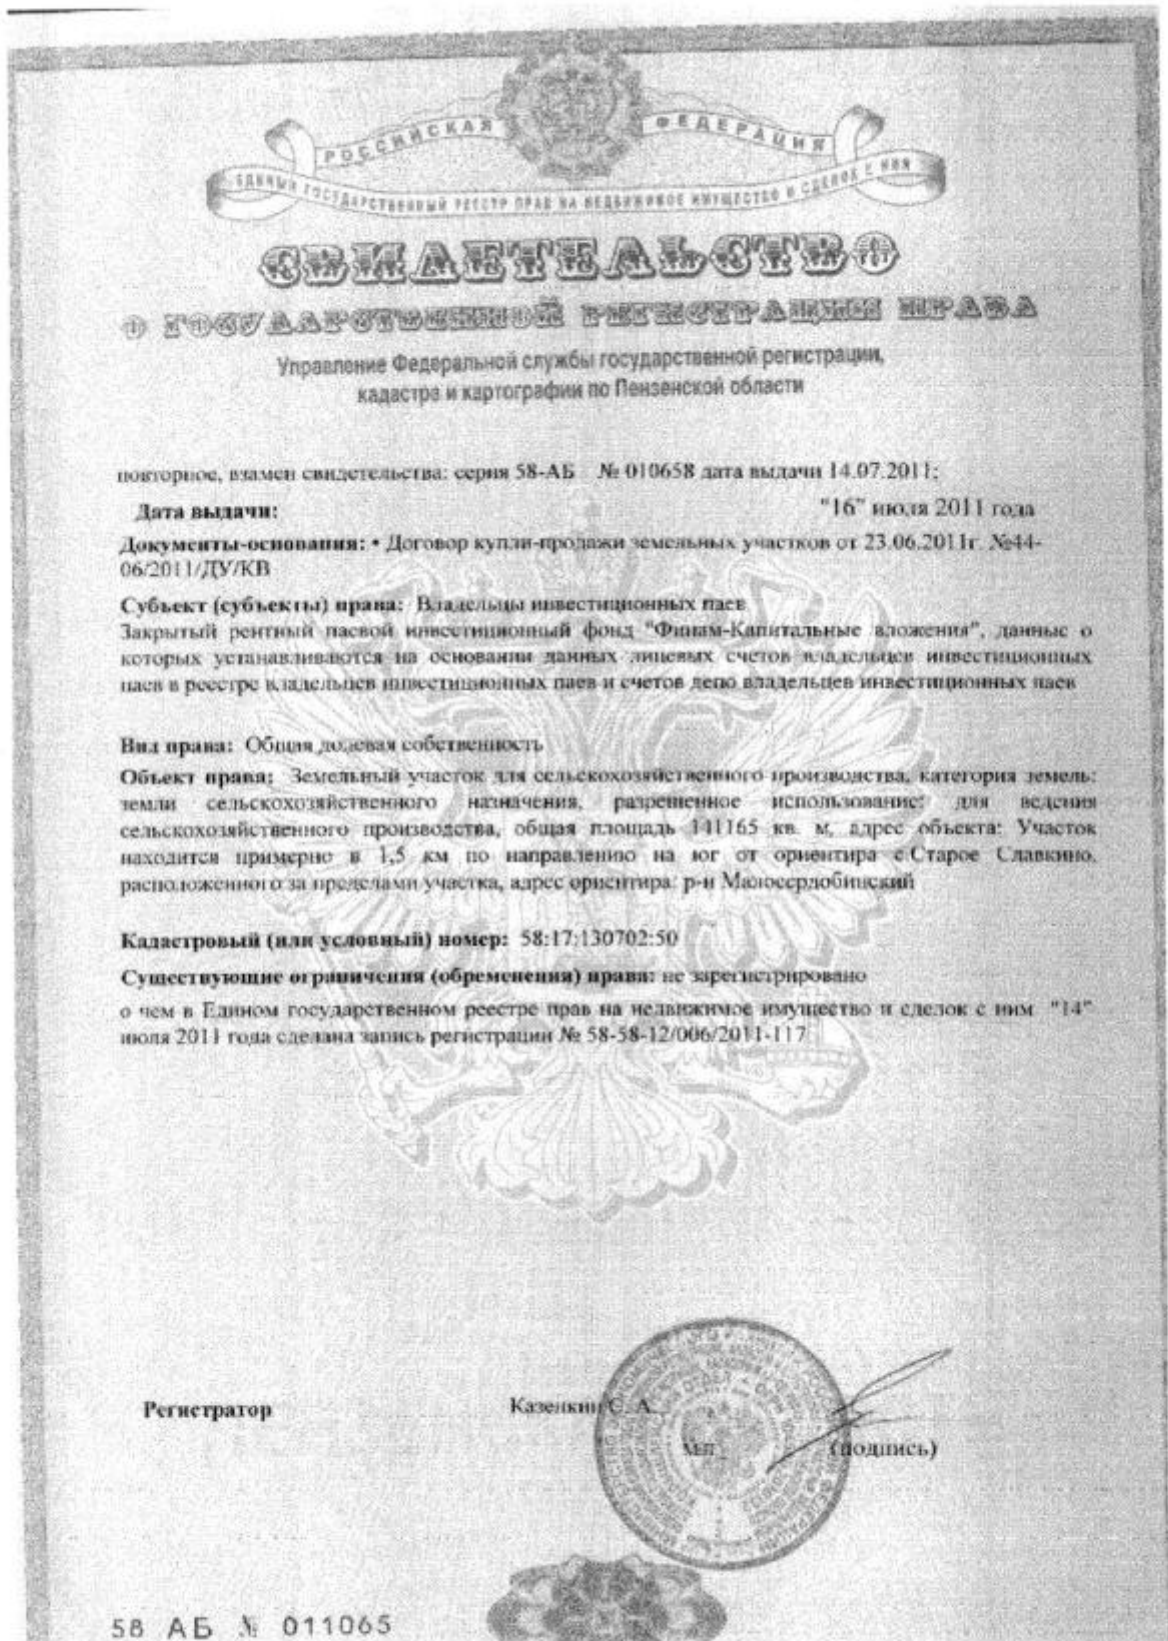 РОССИЙСКАЯ ФЕДЕРАЦИЯ
ЕДИНЫЙ ГОСУДАРСТВЕННЫЙ РЕЕСТР ПРАВ НА НЕДВИЖИМОЕ ИМУЩЕСТВО И СДЕЛОК С НИМ
СВИДЕТЕЛЬСТВО
О ГОСУДАРСТВЕННОЙ РЕГИСТРАЦИИ ПРАВА
Управление Федеральной службы государственной регистрации,
кадастра и картографии по Пензенской области
повторное, взамен свидетельства: серия 58-АБ № 010658 дата выдачи 14.07.2011;
Дата выдачи: "16" июля 2011 года
Документы-основания: • Договор купли-продажи земельных участков от 23.06.2011г. №44-
06/2011/ДУ/КВ
Субъект (субъекты) права: Владельцы инвестиционных паев
Закрытый рентный паевой инвестиционный фонд "Финам-Капитальные вложения", данные о
которых устанавливаются на основании данных лицевых счетов владельцев инвестиционных
паев в реестре владельцев инвестиционных паев и счетов депо владельцев инвестиционных паев
Вид права: Общая долевая собственность
Объект права: Земельный участок для сельскохозяйственного производства, категория земель:
земли сельскохозяйственного назначения, разрешенное использование: для ведения
сельскохозяйственного производства, общая площадь 141165 кв. м, адрес объекта: Участок
находится примерно в 1,5 км по направлению на юг от ориентира с.Старое Славкино,
расположенного за пределами участка, адрес ориентира: р-н Малосердобинский
Кадастровый (или условный) номер: 58:17:130702:50
Существующие ограничения (обременения) права: не зарегистрировано
о чем в Едином государственном реестре прав на недвижимое имущество и сделок с ним "14"
июля 2011 года сделана запись регистрации № 58-58-12/006/2011-117
Регистратор Казенкин С. А.
М.П. (подпись)
58 АБ № 011065